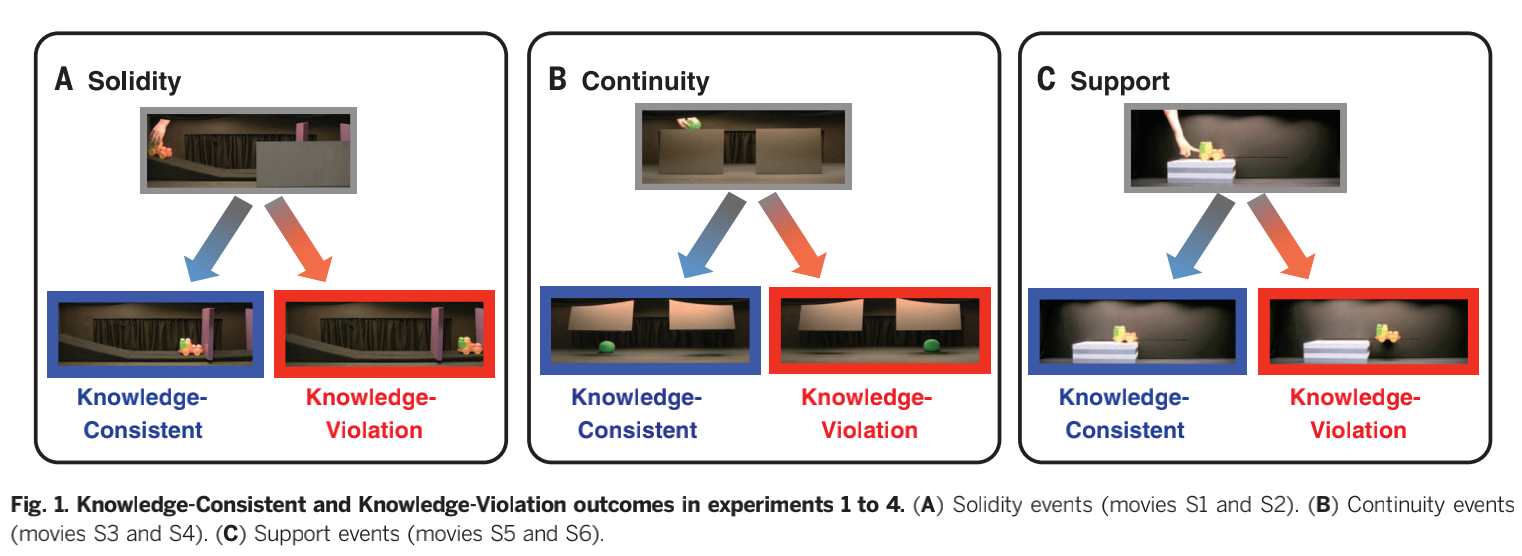 A Solidity
B Continuity
C Support
Knowledge-
Consistent
Knowledge-
Violation
Knowledge-
Consistent
Knowledge-
Violation
Knowledge-
Consistent
Knowledge-
Violation
Fig. 1. Knowledge-Consistent and Knowledge-Violation outcomes in experiments 1 to 4. (A) Solidity events (movies S1 and S2). (B) Continuity events
(movies S3 and S4). (C) Support events (movies S5 and S6).